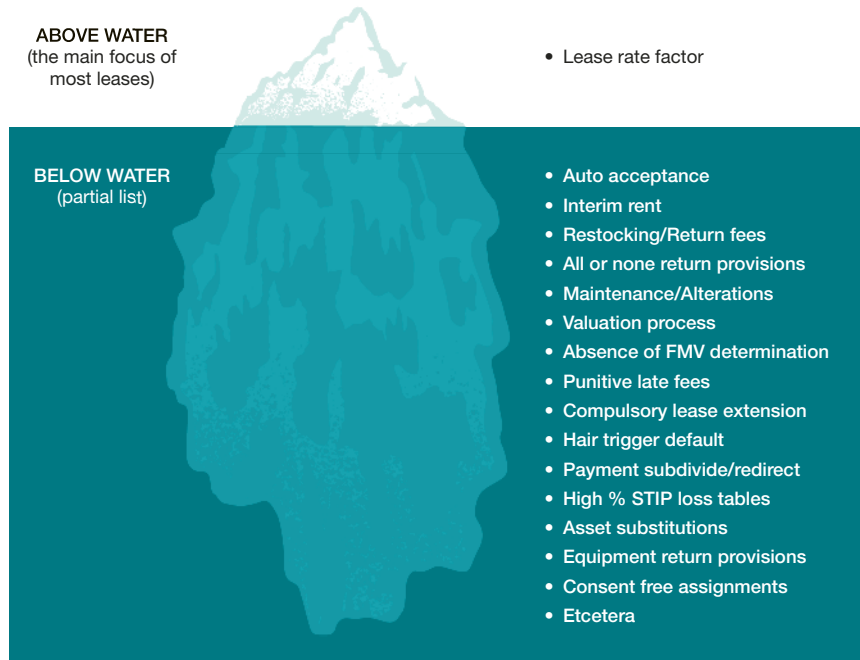 ABOVE WATER
(the main focus of
most leases)
• Lease rate factor
BELOW WATER
(partial list)
• Auto acceptance
• Interim rent
• Restocking/Return fees
• All or none return provisions
• Maintenance/Alterations
• Valuation process
• Absence of FMV determination
• Punitive late fees
• Compulsory lease extension
• Hair trigger default
• Payment subdivide/redirect
• High % STIP loss tables
• Asset substitutions
• Equipment return provisions
• Consent free assignments
• Etcetera